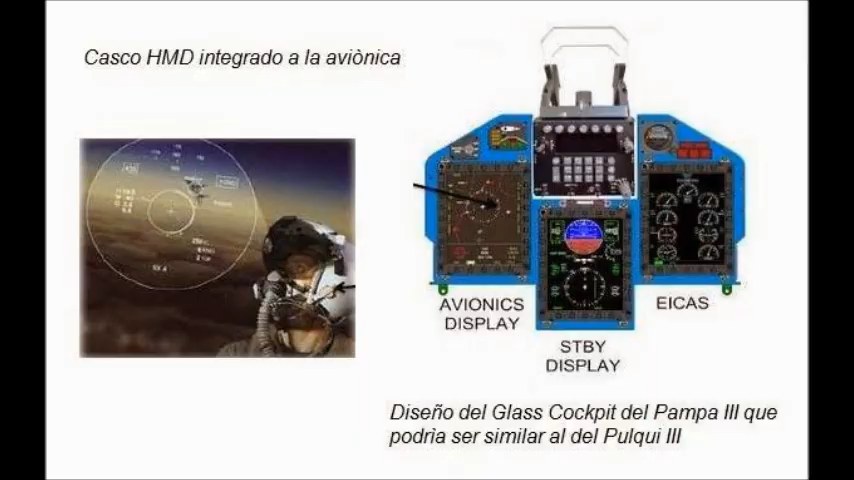 Casco HMD integrado a la aviònica
AVIONICS
DISPLAY
EICAS
STBY
DISPLAY
Diseño del Glass Cockpit del Pampa III que
podrìa ser similar al del Pulqui III